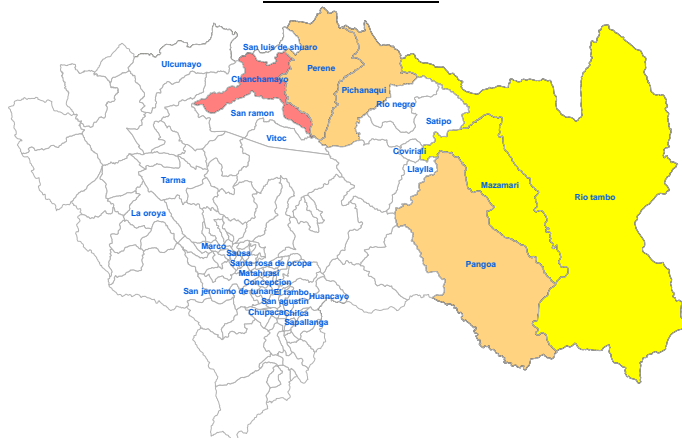 San luis de shuaro
Ulcumayo
Perene
Chanchamayo
Pichanaqui
Rio negro
San ramon
Satipo
Vitoc
Coviriali
Llaylla
Tarma
Mazamari
Rio tambo
La oroya
Marco
Sausa
Santa rosa de ocopa
Pangoa
Matahuasi
Concepcion
San jeronimo de tunan
El tambo
Huancayo
San agustin
Chupaca
Chilca
Sapallanga